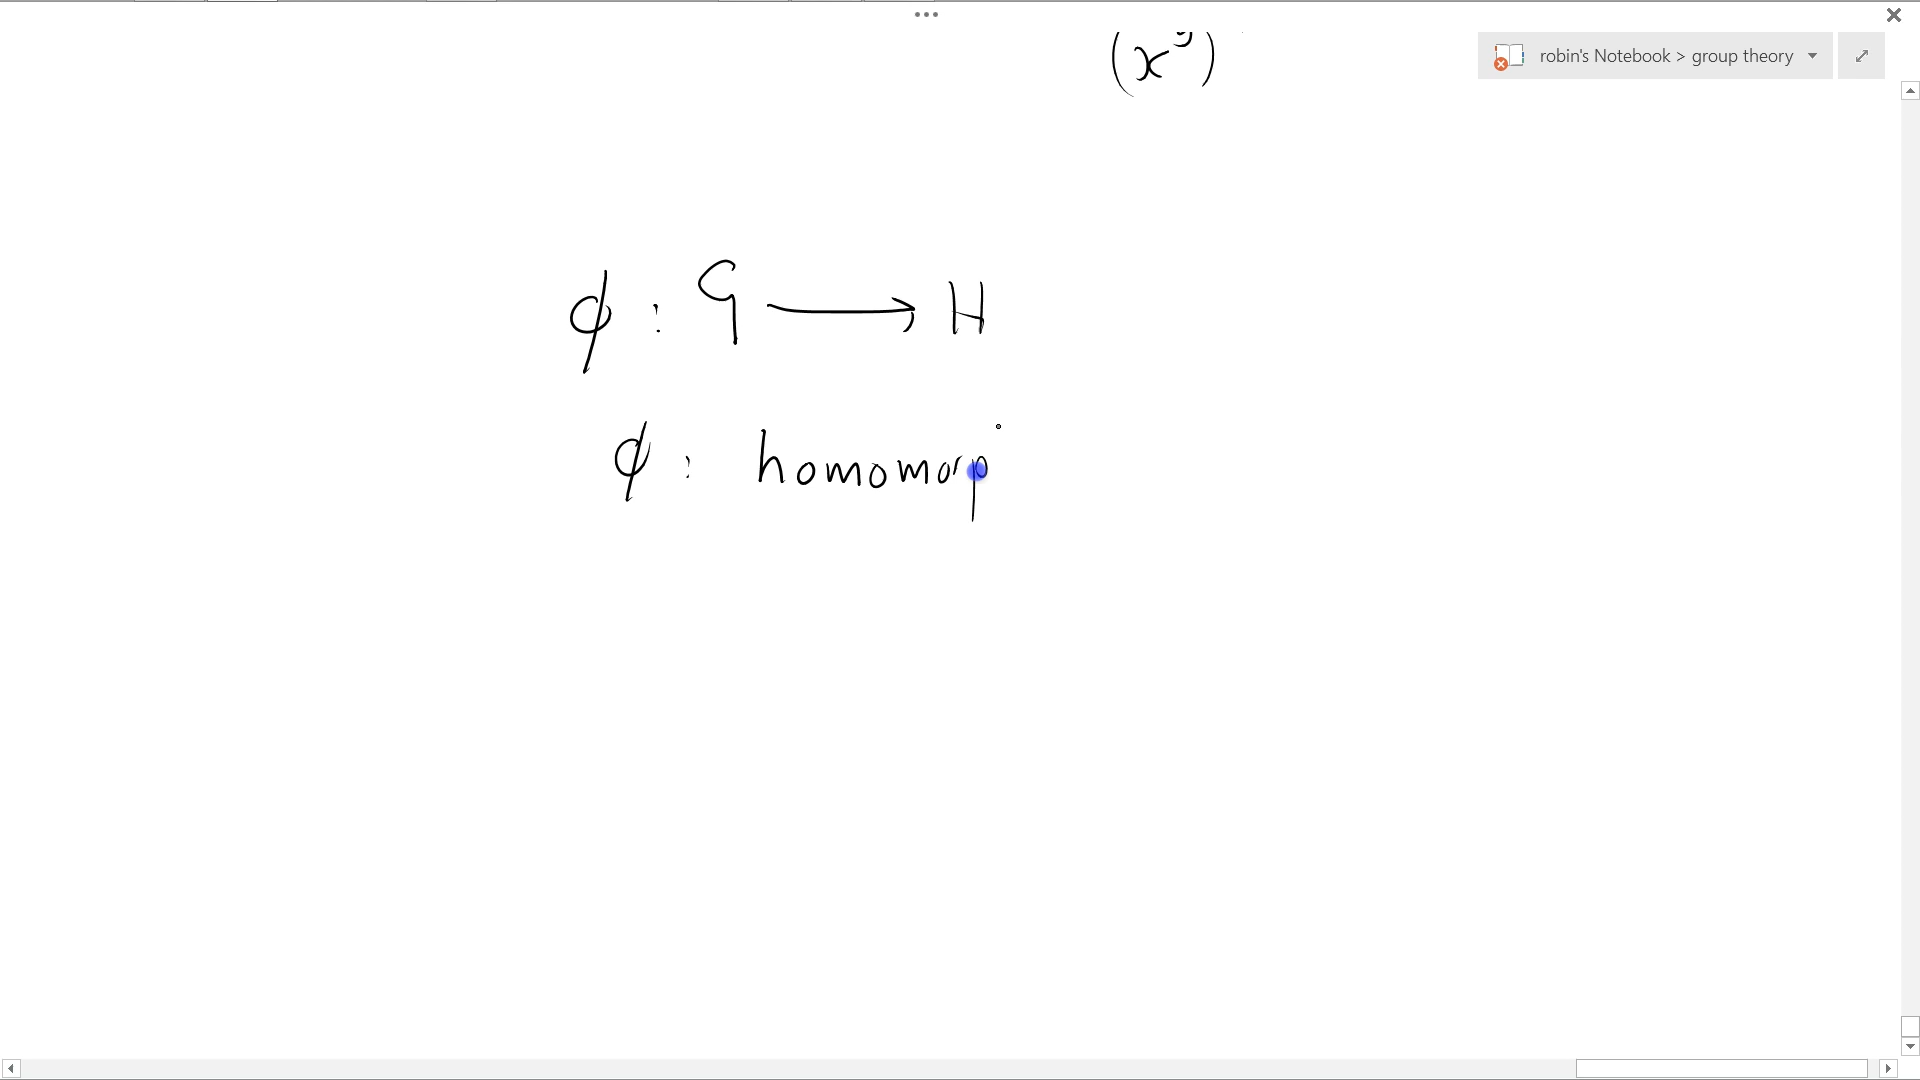 (x^y)
robin's Notebook > group theory
ϕ : G ⟶ H
ϕ : homomorp